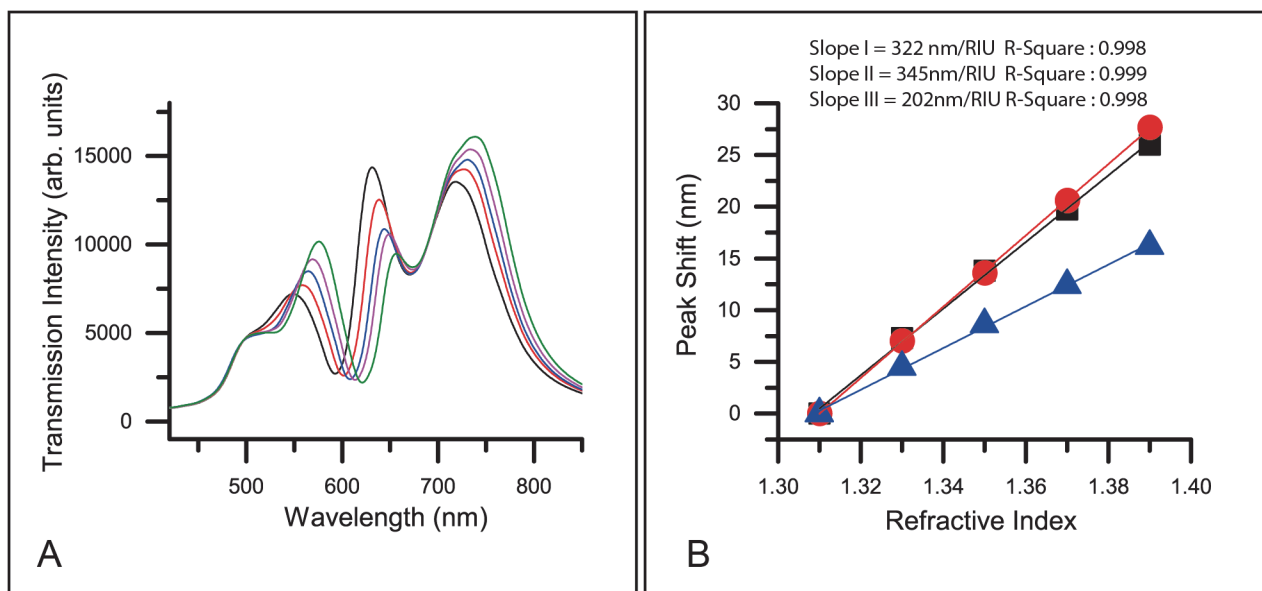 Transmission Intensity (arb. units)
15000
10000
5000
0
500 600 700 800
Wavelength (nm)
A
Slope I = 322 nm/RIU R-Square : 0.998
Slope II = 345nm/RIU R-Square : 0.999
Slope III = 202nm/RIU R-Square : 0.998
Peak Shift (nm)
30
25
20
15
10
5
0
1.30 1.32 1.34 1.36 1.38 1.40
Refractive Index
B